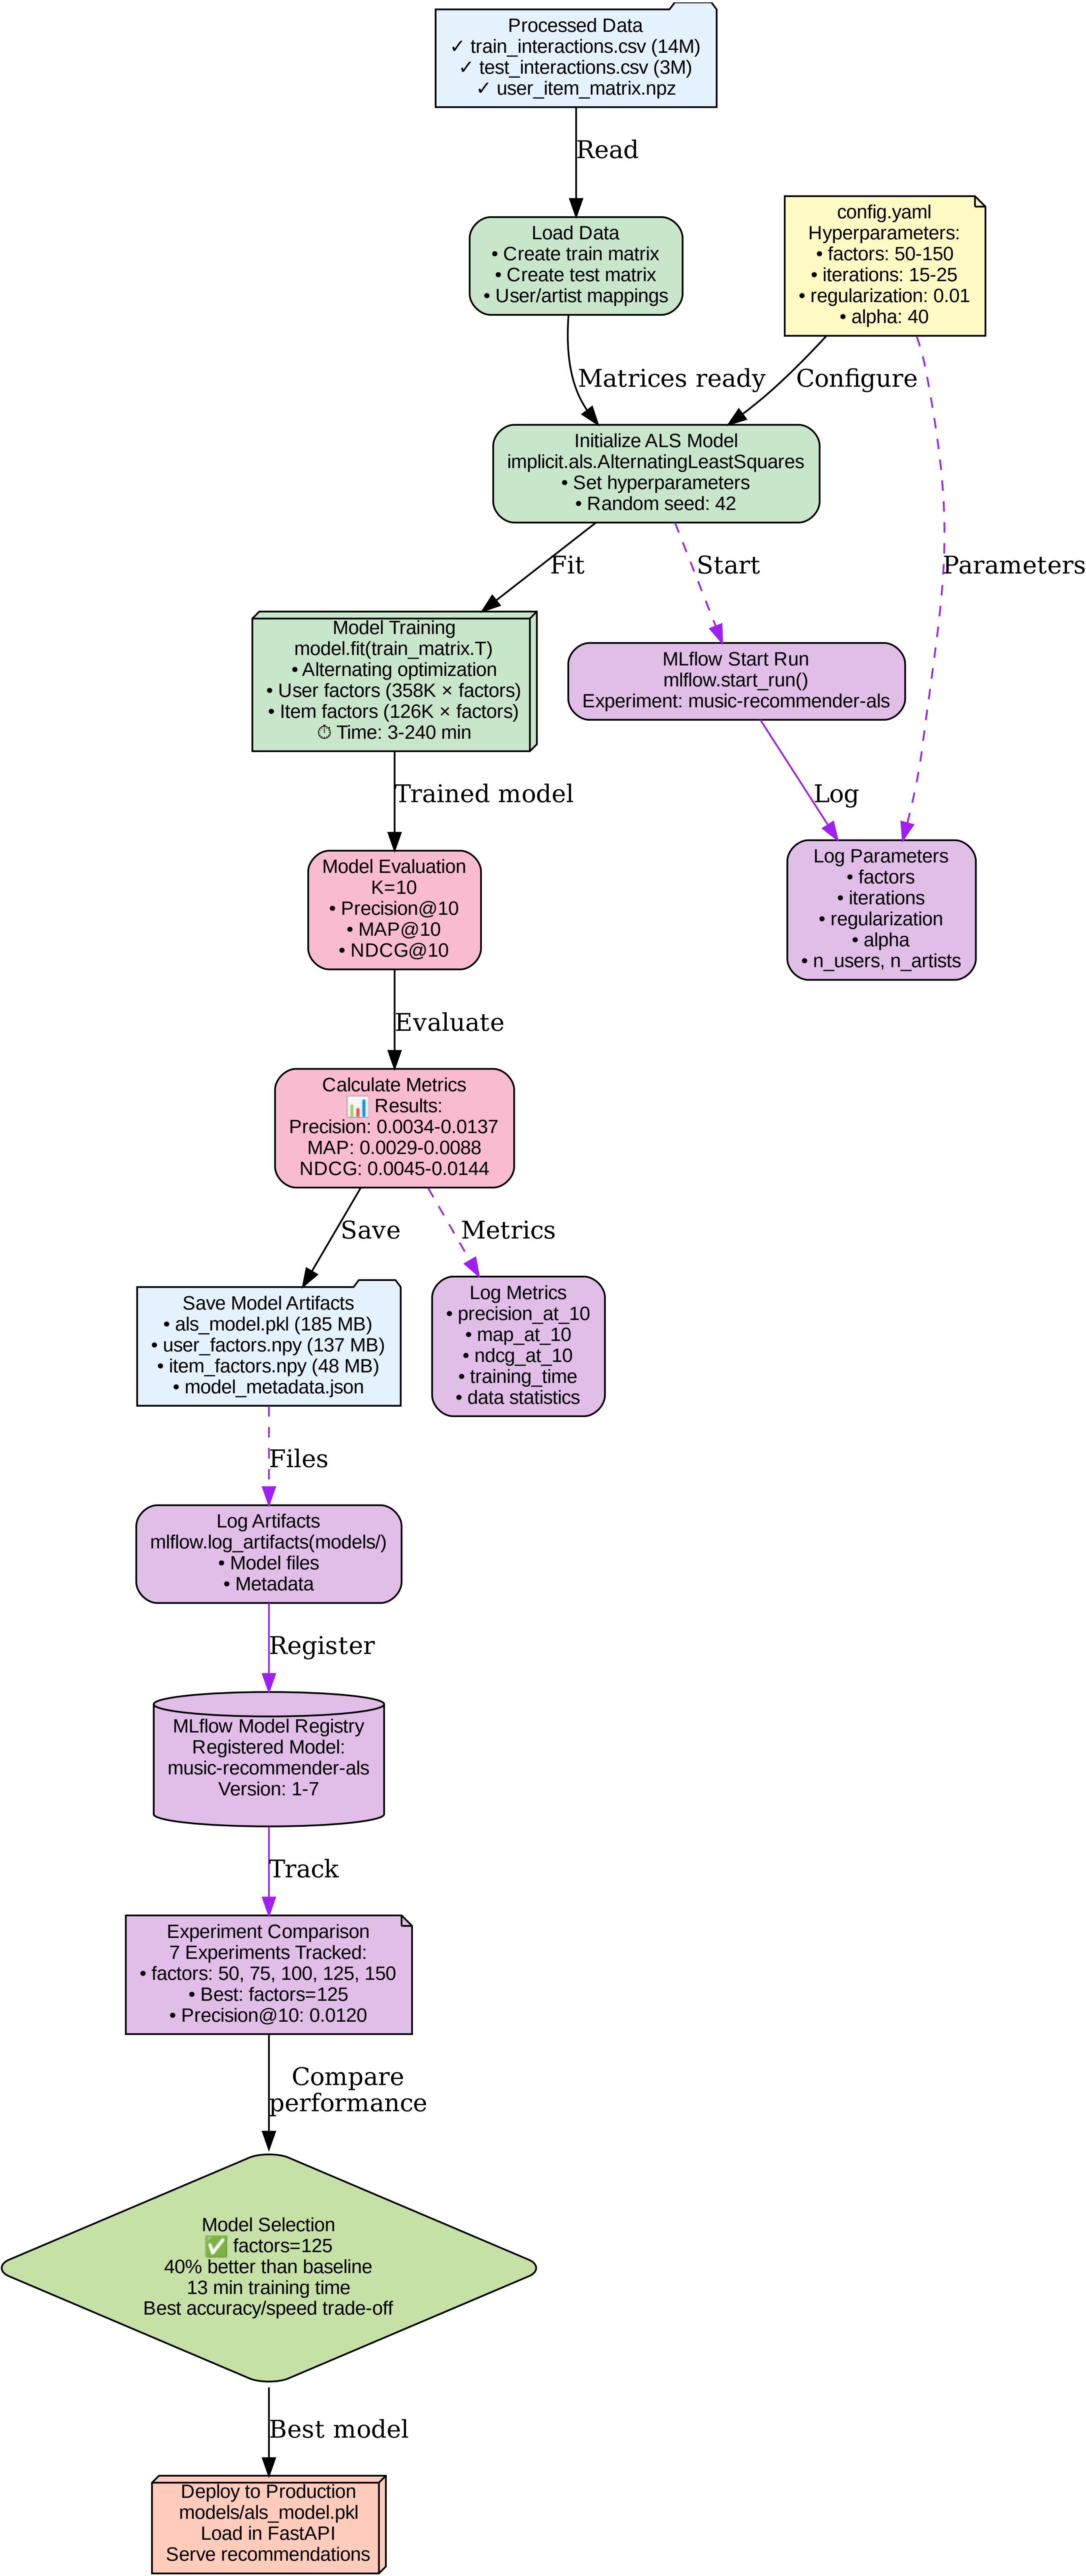 Processed Data
✓ train_interactions.csv (14M)
✓ test_interactions.csv (3M)
✓ user_item_matrix.npz
Read
Load Data
• Create train matrix
• Create test matrix
• User/artist mappings
config.yaml
Hyperparameters:
• factors: 50-150
• iterations: 15-25
• regularization: 0.01
• alpha: 40
Matrices ready
Configure
Initialize ALS Model
implicit.als.AlternatingLeastSquares
• Set hyperparameters
• Random seed: 42
Fit
Start
Parameters
Model Training
model.fit(train_matrix.T)
• Alternating optimization
• User factors (358K × factors)
• Item factors (126K × factors)
⏱ Time: 3-240 min
MLflow Start Run
mlflow.start_run()
Experiment: music-recommender-als
Trained model
Log
Model Evaluation
K=10
• Precision@10
• MAP@10
• NDCG@10
Log Parameters
• factors
• iterations
• regularization
• alpha
• n_users, n_artists
Evaluate
Calculate Metrics
📊 Results:
Precision: 0.0034-0.0137
MAP: 0.0029-0.0088
NDCG: 0.0045-0.0144
Save
Metrics
Save Model Artifacts
• als_model.pkl (185 MB)
• user_factors.npy (137 MB)
• item_factors.npy (48 MB)
• model_metadata.json
Log Metrics
• precision_at_10
• map_at_10
• ndcg_at_10
• training_time
• data statistics
Files
Log Artifacts
mlflow.log_artifacts(models/)
• Model files
• Metadata
Register
MLflow Model Registry
Registered Model:
music-recommender-als
Version: 1-7
Track
Experiment Comparison
7 Experiments Tracked:
• factors: 50, 75, 100, 125, 150
• Best: factors=125
• Precision@10: 0.0120
Compare
performance
Model Selection
✅ factors=125
40% better than baseline
13 min training time
Best accuracy/speed trade-off
Best model
Deploy to Production
models/als_model.pkl
Load in FastAPI
Serve recommendations